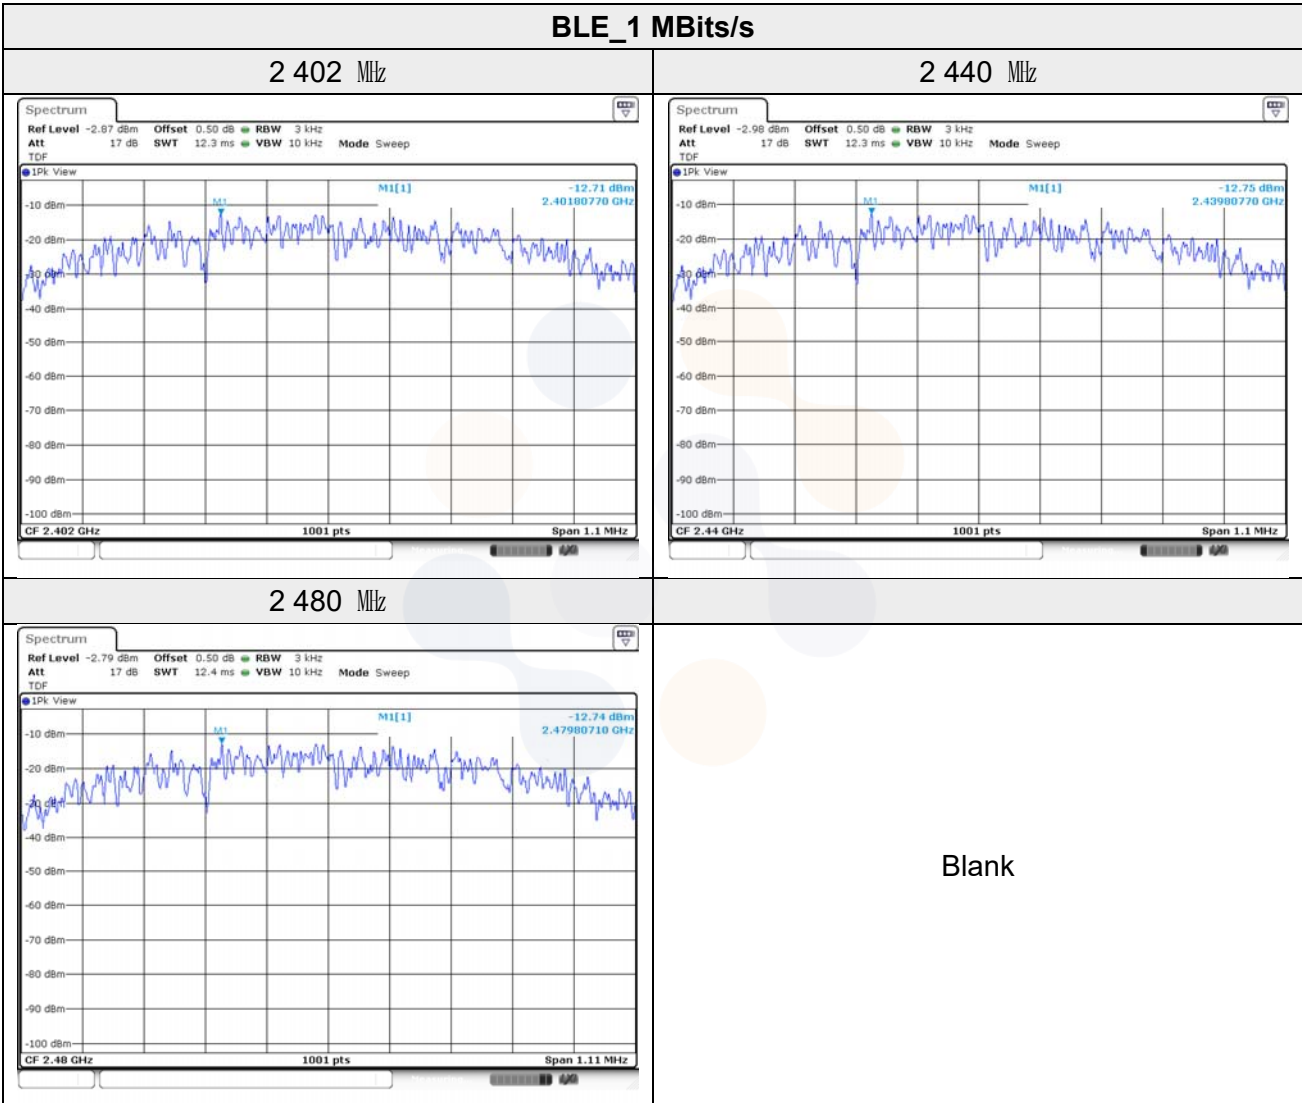 BLE_1 MBits/s
2 402 ㎒
2 440 ㎒
Spectrum
Ref Level -2.87 dBm Offset 0.50 dB RBW 3 kHz
Att 17 dB SWT 12.3 ms VBW 10 kHz Mode Sweep
TDF
1Pk View
M1[1] -12.71 dBm
2.40180770 GHz
M1
-10 dBm
-20 dBm
-30 dBm
-40 dBm
-50 dBm
-60 dBm
-70 dBm
-80 dBm
-90 dBm
-100 dBm
CF 2.402 GHz 1001 pts Span 1.1 MHz
Spectrum
Ref Level -2.98 dBm Offset 0.50 dB RBW 3 kHz
Att 17 dB SWT 12.3 ms VBW 10 kHz Mode Sweep
TDF
1Pk View
M1[1] -12.75 dBm
2.43980770 GHz
M1
-10 dBm
-20 dBm
-30 dBm
-40 dBm
-50 dBm
-60 dBm
-70 dBm
-80 dBm
-90 dBm
-100 dBm
CF 2.44 GHz 1001 pts Span 1.1 MHz
2 480 ㎒
Spectrum
Ref Level -2.79 dBm Offset 0.50 dB RBW 3 kHz
Att 17 dB SWT 12.4 ms VBW 10 kHz Mode Sweep
TDF
1Pk View
M1[1] -12.74 dBm
2.47980710 GHz
M1
-10 dBm
-20 dBm
-30 dBm
-40 dBm
-50 dBm
-60 dBm
-70 dBm
-80 dBm
-90 dBm
-100 dBm
CF 2.48 GHz 1001 pts Span 1.11 MHz
Blank